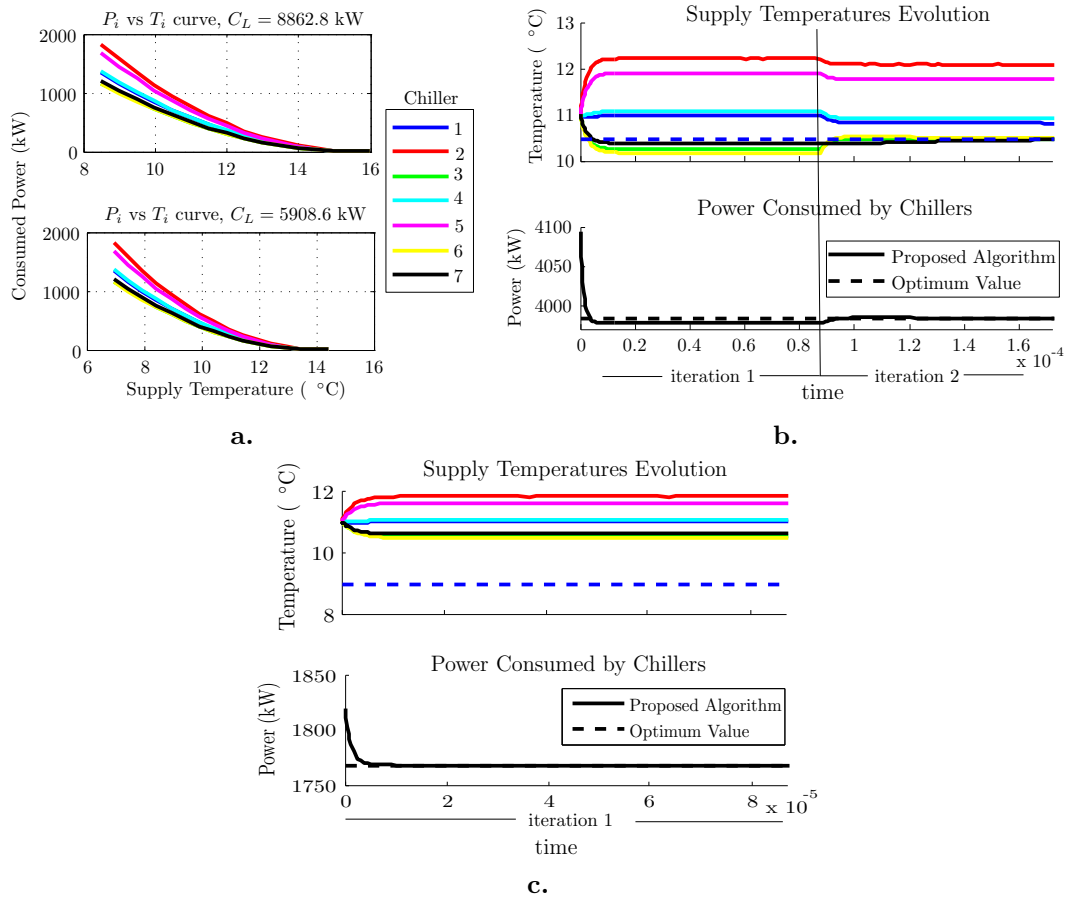 P_i vs T_i curve, C_L = 8862.8 kW
2000
1000
0
8 10 12 14 16
P_i vs T_i curve, C_L = 5908.6 kW
2000
1000
0
6 8 10 12 14 16
Supply Temperature ( °C)
Consumed Power (kW)
Chiller
1
2
3
4
5
6
7
a.
Supply Temperatures Evolution
13
12
11
10
Temperature ( °C)
Power Consumed by Chillers
4100
4050
4000
Power (kW)
Proposed Algorithm
Optimum Value
0 0.2 0.4 0.6 0.8 1 1.2 1.4 1.6
x 10^-4
iteration 1 iteration 2
time
b.
Supply Temperatures Evolution
12
10
8
Temperature ( °C)
Power Consumed by Chillers
1850
1800
1750
Power (kW)
Proposed Algorithm
Optimum Value
0 2 4 6 8
x 10^-5
iteration 1
time
c.